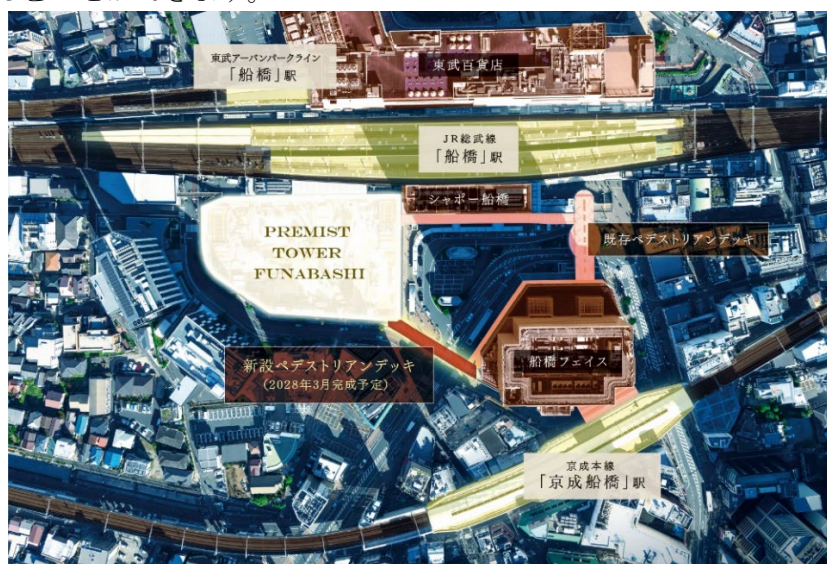 東武アーバンパークライン
「船橋」駅
東武百貨店
JR総武線
「船橋」駅
シャポー船橋
PREMIST
TOWER
FUNABASHI
既存ペデストリアンデッキ
新設ペデストリアンデッキ
(2028年3月完成予定)
船橋フェイス
京成本線
「京成船橋」駅